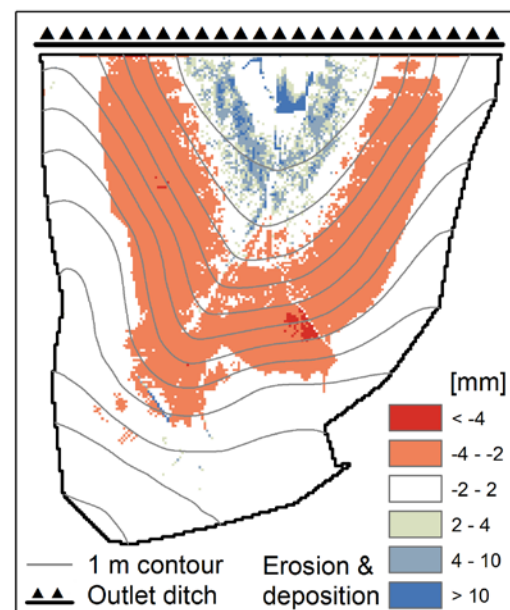 [mm]
< -4
-4 - -2
-2 - 2
2 - 4
4 - 10
> 10
1 m contour
Outlet ditch
Erosion &
deposition